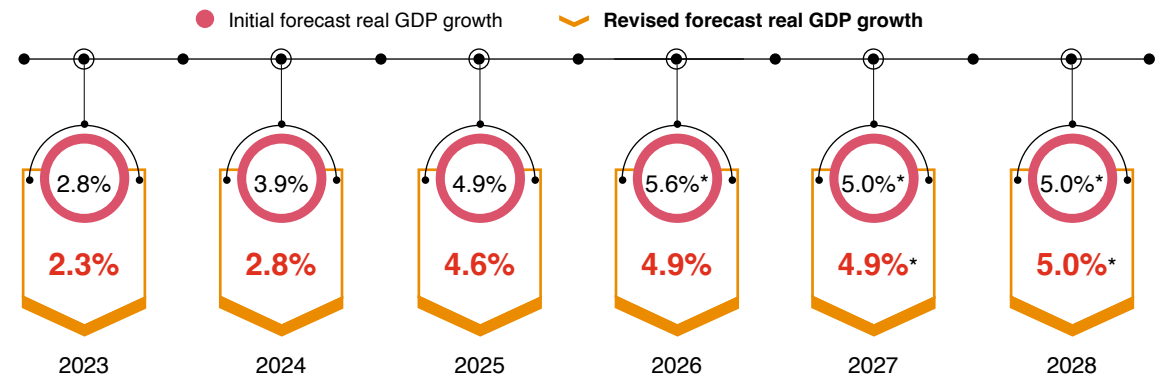 Initial forecast real GDP growth Revised forecast real GDP growth
2.8% 3.9% 4.9% 5.6%* 5.0%* 5.0%*
2.3% 2.8% 4.6% 4.9% 4.9%* 5.0%*
2023 2024 2025 2026 2027 2028